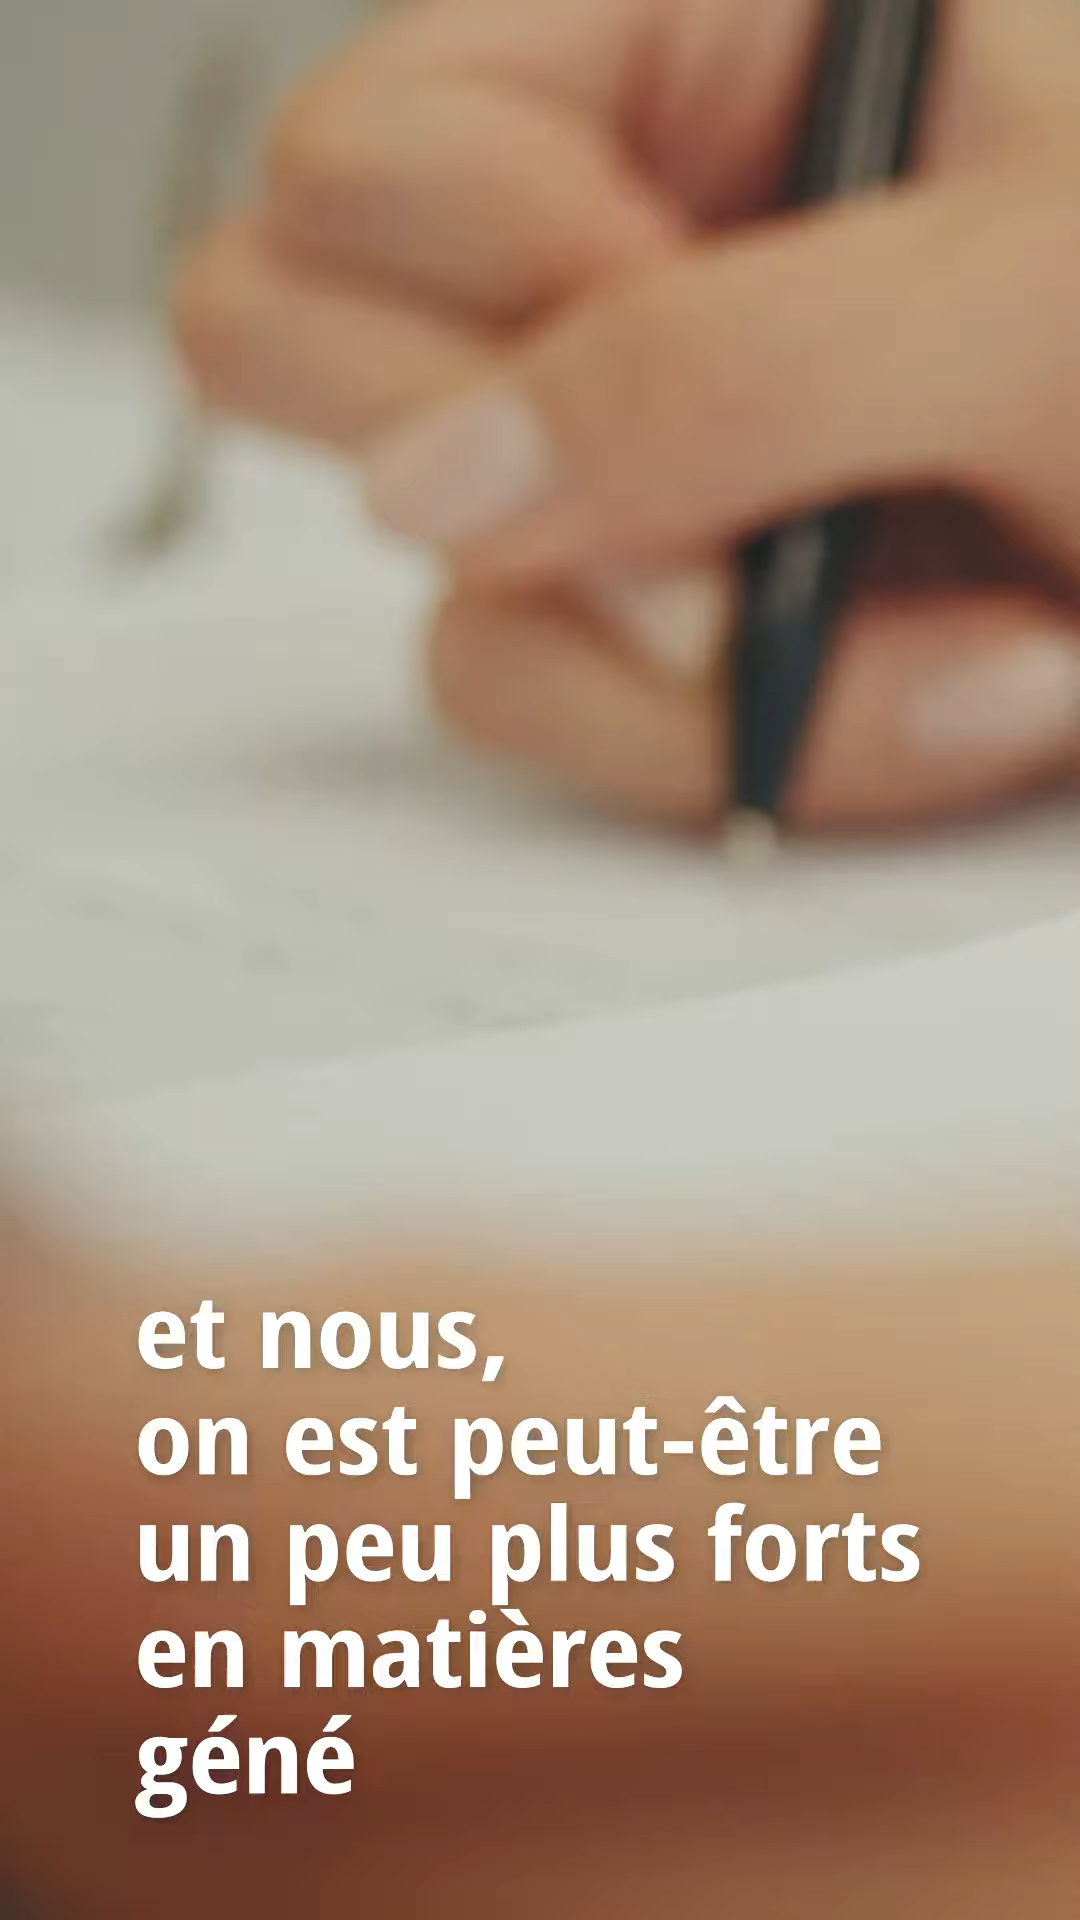 et nous,
on est peut-être
un peu plus forts
en matières
géné